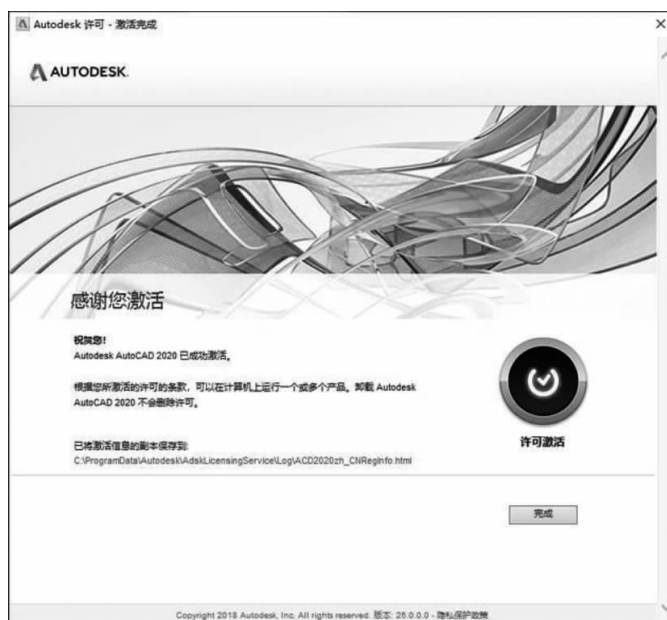 Autodesk 许可 - 激活完成
AUTODESK.
感谢您激活
祝贺您!
Autodesk AutoCAD 2020 已成功激活。
根据您所激活的许可的条款，可以在计算机上运行一个或多个产品。卸载 Autodesk
AutoCAD 2020 不会删除许可。
已将激活信息的副本保存到:
C:\ProgramData\Autodesk\AdskLicensingService\Log\ACD2020zh_CNRegInfo.html
许可激活
完成
Copyright 2018 Autodesk, Inc. All rights reserved. 版本: 25.0.0.0 - 隐私保护政策